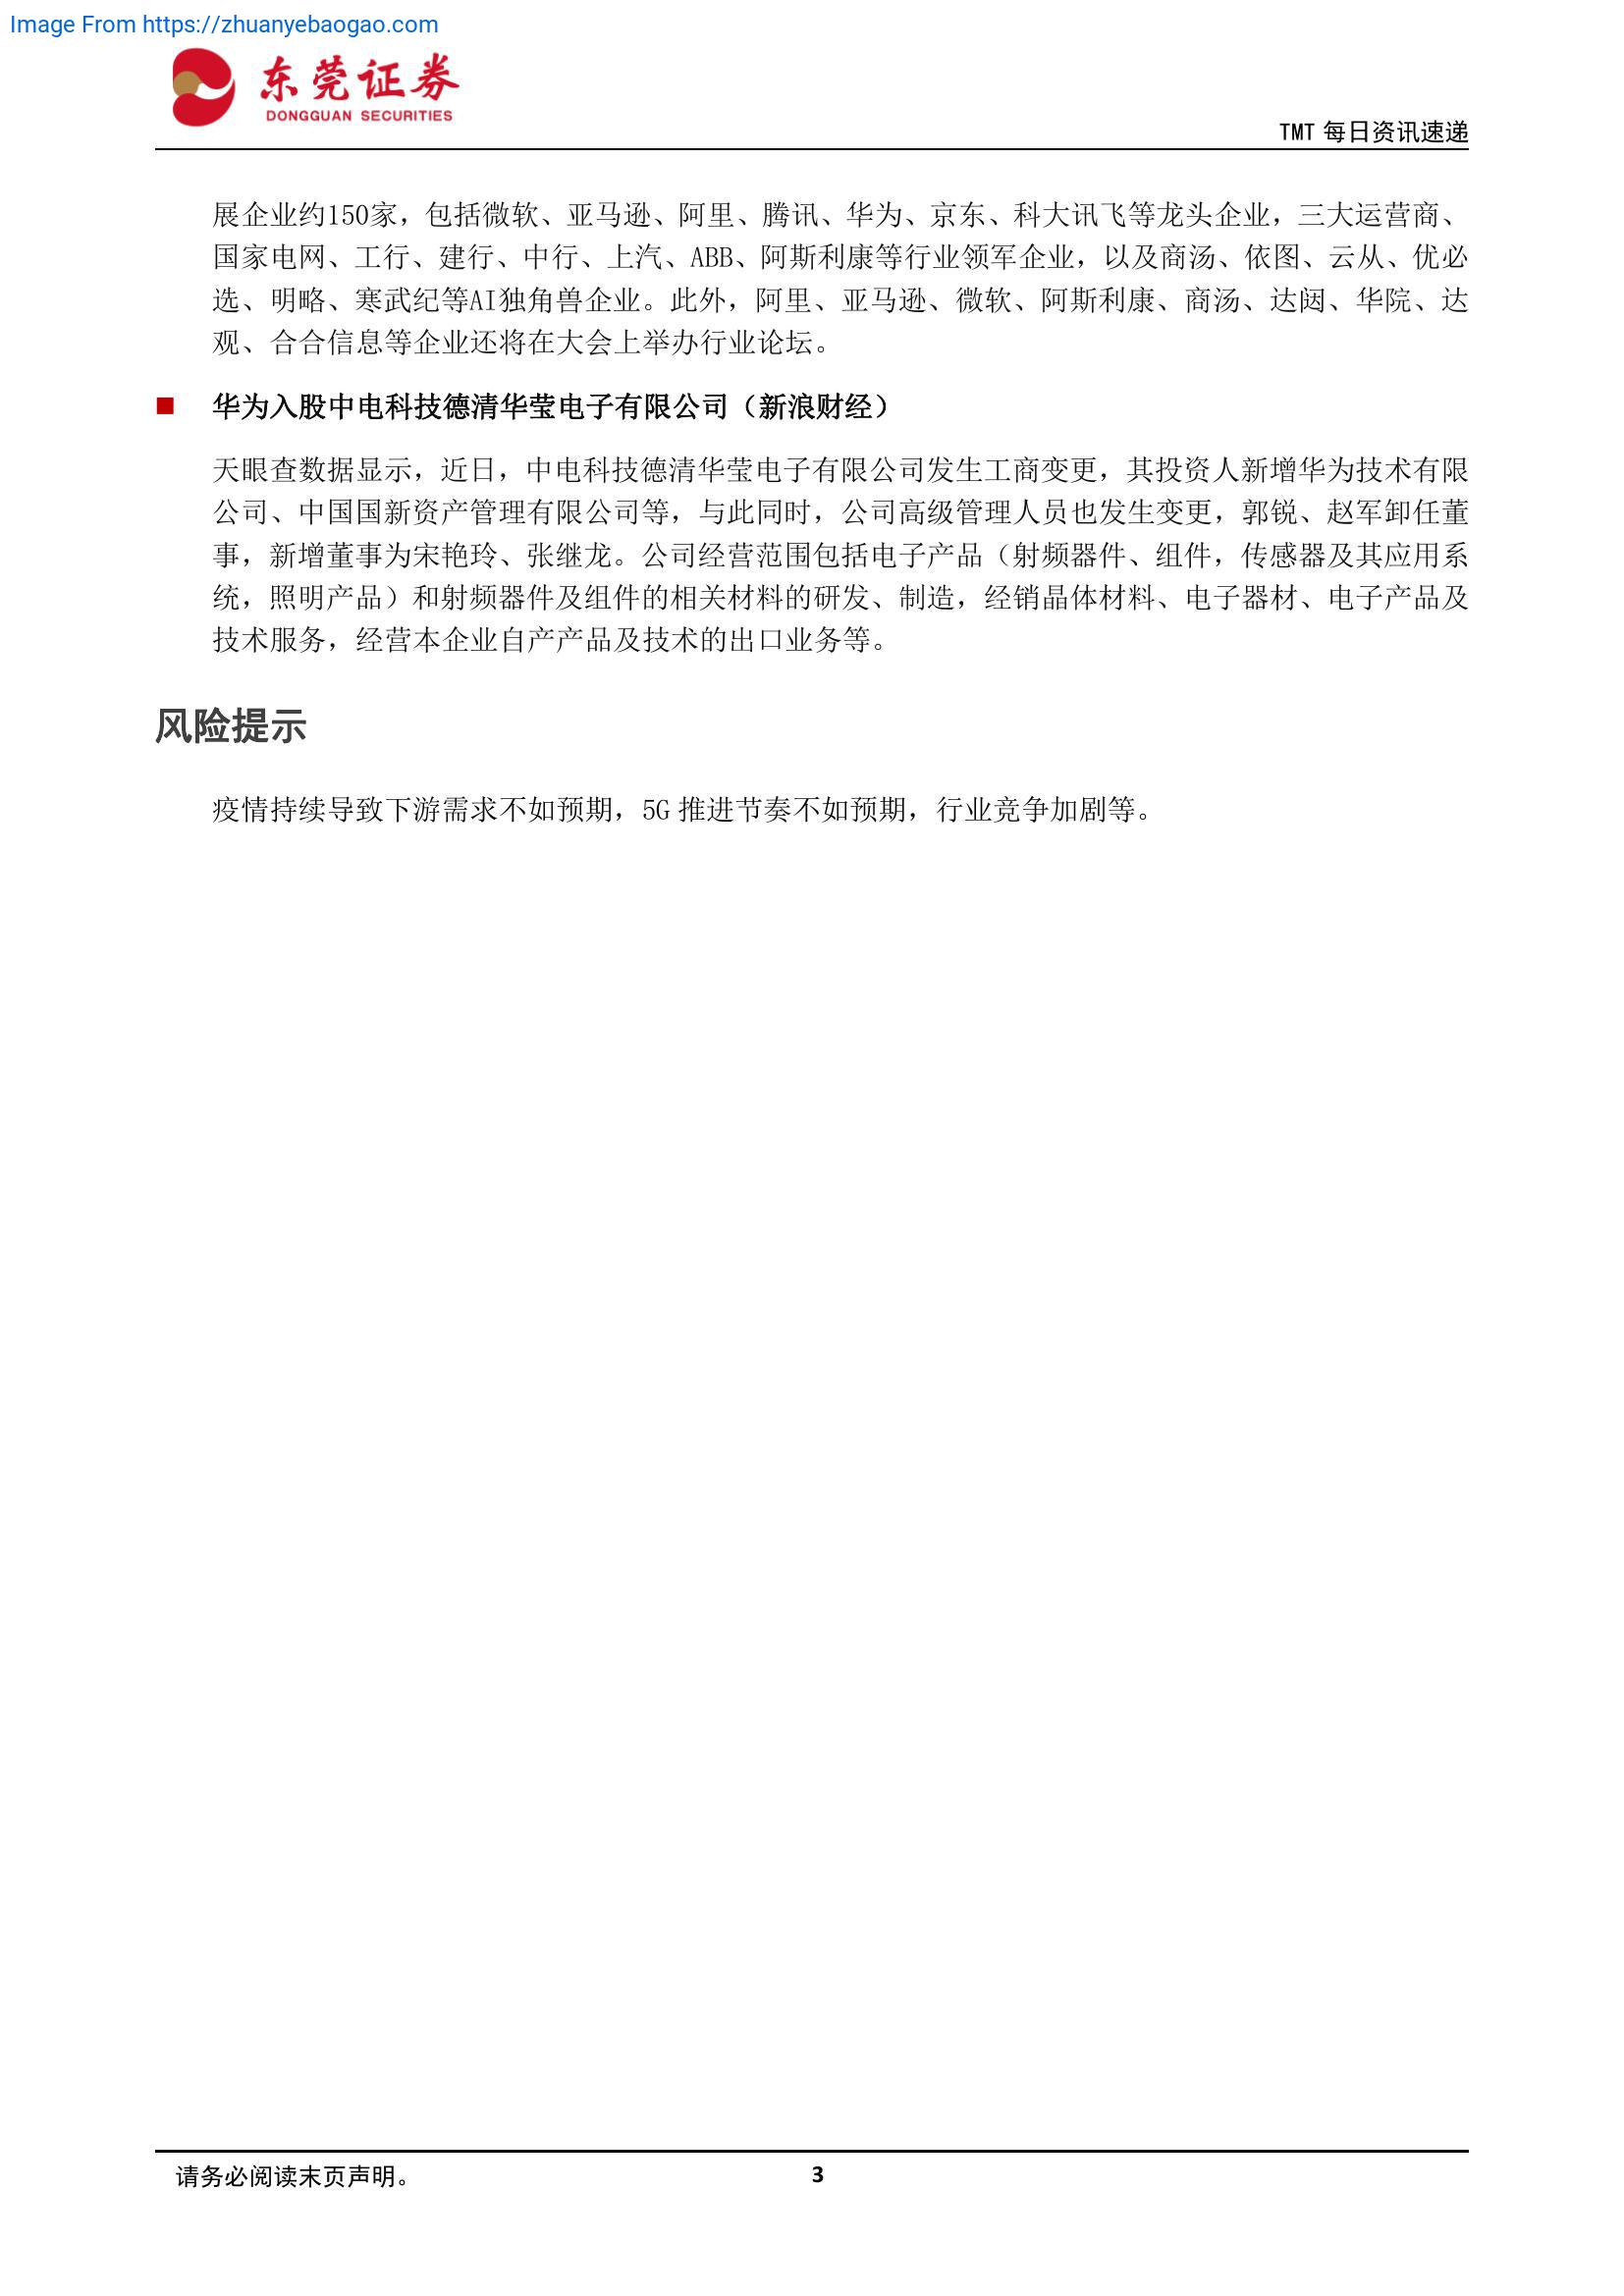 Image From https://zhuanyebaogao.com
东莞证券
DONGGUAN SECURITIES
TMT 每日资讯速递
展企业约150家，包括微软、亚马逊、阿里、腾讯、华为、京东、科大讯飞等龙头企业，三大运营商、
国家电网、工行、建行、中行、上汽、ABB、阿斯利康等行业领军企业，以及商汤、依图、云从、优必
选、明略、寒武纪等AI独角兽企业。此外，阿里、亚马逊、微软、阿斯利康、商汤、达闼、华院、达
观、合合信息等企业还将在大会上举办行业论坛。
■ 华为入股中电科技德清华莹电子有限公司（新浪财经）
天眼查数据显示，近日，中电科技德清华莹电子有限公司发生工商变更，其投资人新增华为技术有限
公司、中国国新资产管理有限公司等，与此同时，公司高级管理人员也发生变更，郭锐、赵军卸任董
事，新增董事为宋艳玲、张继龙。公司经营范围包括电子产品（射频器件、组件，传感器及其应用系
统，照明产品）和射频器件及组件的相关材料的研发、制造，经销晶体材料、电子器材、电子产品及
技术服务，经营本企业自产产品及技术的出口业务等。
风险提示
疫情持续导致下游需求不如预期，5G 推进节奏不如预期，行业竞争加剧等。
请务必阅读末页声明。
3